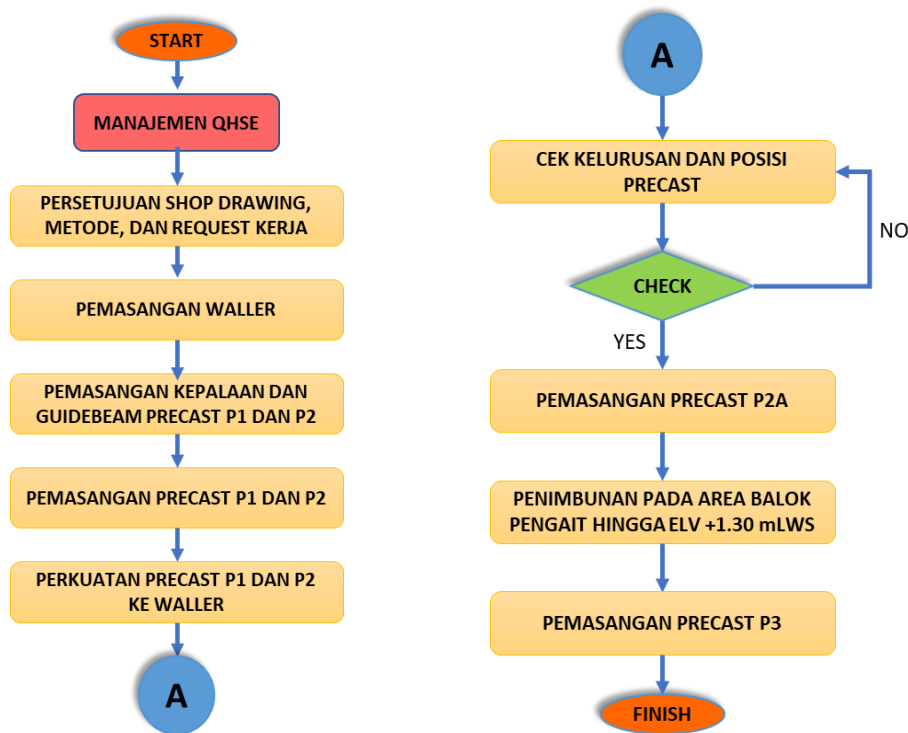 START
MANAJEMEN QHSE
PERSETUJUAN SHOP DRAWING,
METODE, DAN REQUEST KERJA
PEMASANGAN WALLER
PEMASANGAN KEPALAAN DAN
GUIDEBEAM PRECAST P1 DAN P2
PEMASANGAN PRECAST P1 DAN P2
PERKUATAN PRECAST P1 DAN P2
KE WALLER
A
A
CEK KELURUSAN DAN POSISI
PRECAST
NO
CHECK
YES
PEMASANGAN PRECAST P2A
PENIMBUNAN PADA AREA BALOK
PENGAIT HINGGA ELV +1.30 mLWS
PEMASANGAN PRECAST P3
FINISH